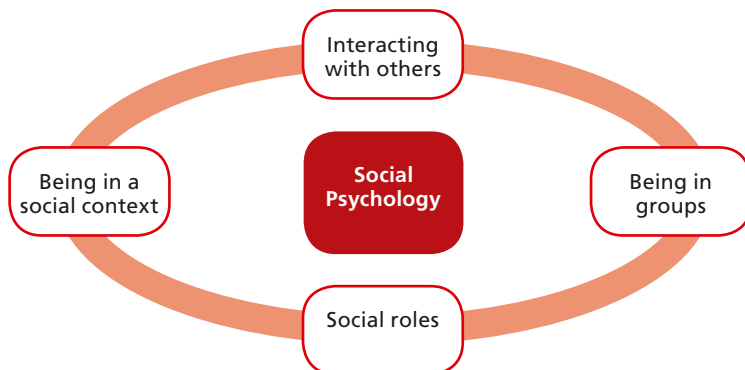 Interacting
with others
Being in a
social context
Social
Psychology
Being in
groups
Social roles